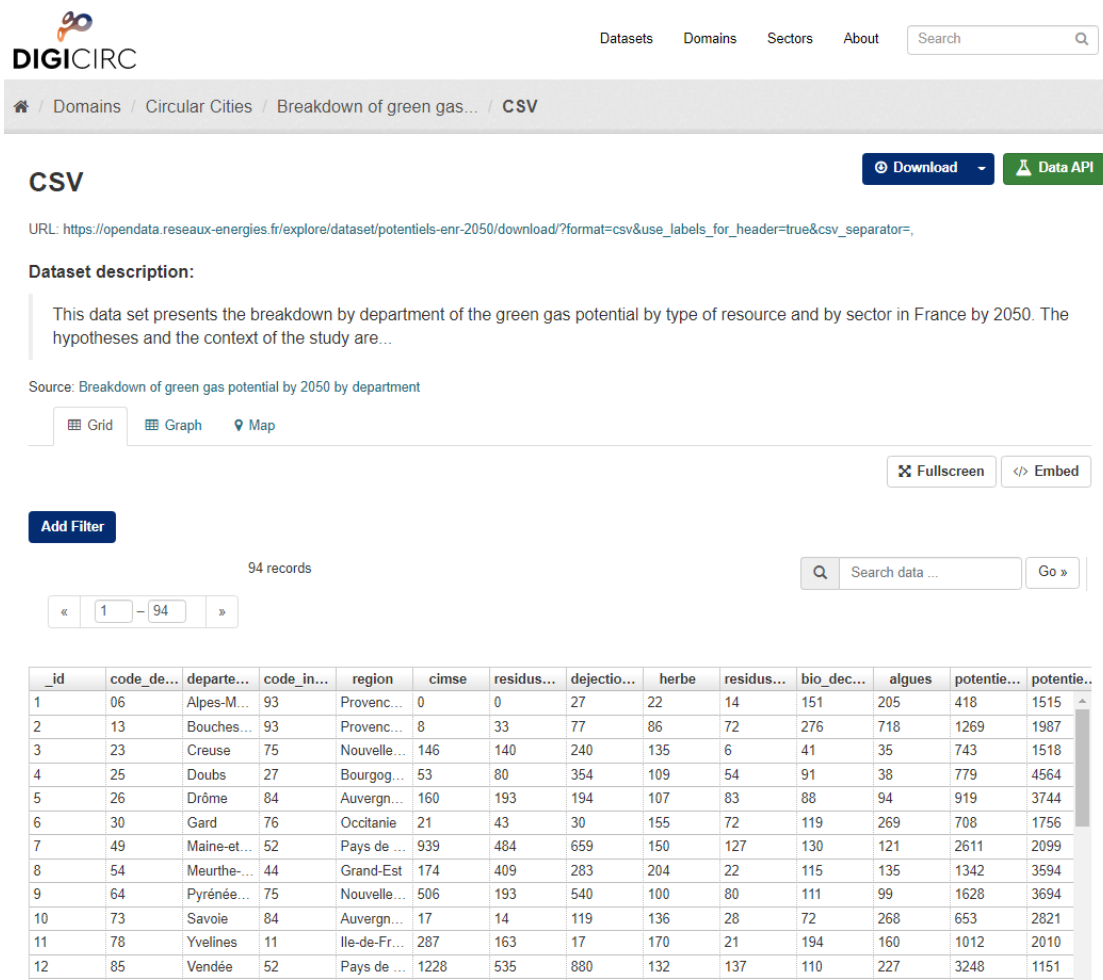 DIGICIRC
Datasets Domains Sectors About Search
/ Domains / Circular Cities / Breakdown of green gas... / CSV
CSV
Download
Data API
URL: https://opendata.reseaux-energies.fr/explore/dataset/potentiels-enr-2050/download/?format=csv&use_labels_for_header=true&csv_separator=,
Dataset description:
This data set presents the breakdown by department of the green gas potential by type of resource and by sector in France by 2050. The
hypotheses and the context of the study are...
Source: Breakdown of green gas potential by 2050 by department
Grid Graph Map
Fullscreen </> Embed
Add Filter
94 records
Search data ... Go »
« 1 – 94 »
_id code_de... departe... code_in... region cimse residus... dejectio... herbe residus... bio_dec... algues potentie... potentie...
1 06 Alpes-M... 93 Provenc... 0 0 27 22 14 151 205 418 1515
2 13 Bouches... 93 Provenc... 8 33 77 86 72 276 718 1269 1987
3 23 Creuse 75 Nouvelle... 146 140 240 135 6 41 35 743 1518
4 25 Doubs 27 Bourgog... 53 80 354 109 54 91 38 779 4564
5 26 Drôme 84 Auvergn... 160 193 194 107 83 88 94 919 3744
6 30 Gard 76 Occitanie 21 43 30 155 72 119 269 708 1756
7 49 Maine-et... 52 Pays de ... 939 484 659 150 127 130 121 2611 2099
8 54 Meurthe-... 44 Grand-Est 174 409 283 204 22 115 135 1342 3594
9 64 Pyrénée... 75 Nouvelle... 506 193 540 100 80 111 99 1628 3694
10 73 Savoie 84 Auvergn... 17 14 119 136 28 72 268 653 2821
11 78 Yvelines 11 Ile-de-Fr... 287 163 17 170 21 194 160 1012 2010
12 85 Vendée 52 Pays de ... 1228 535 880 132 137 110 227 3248 1151